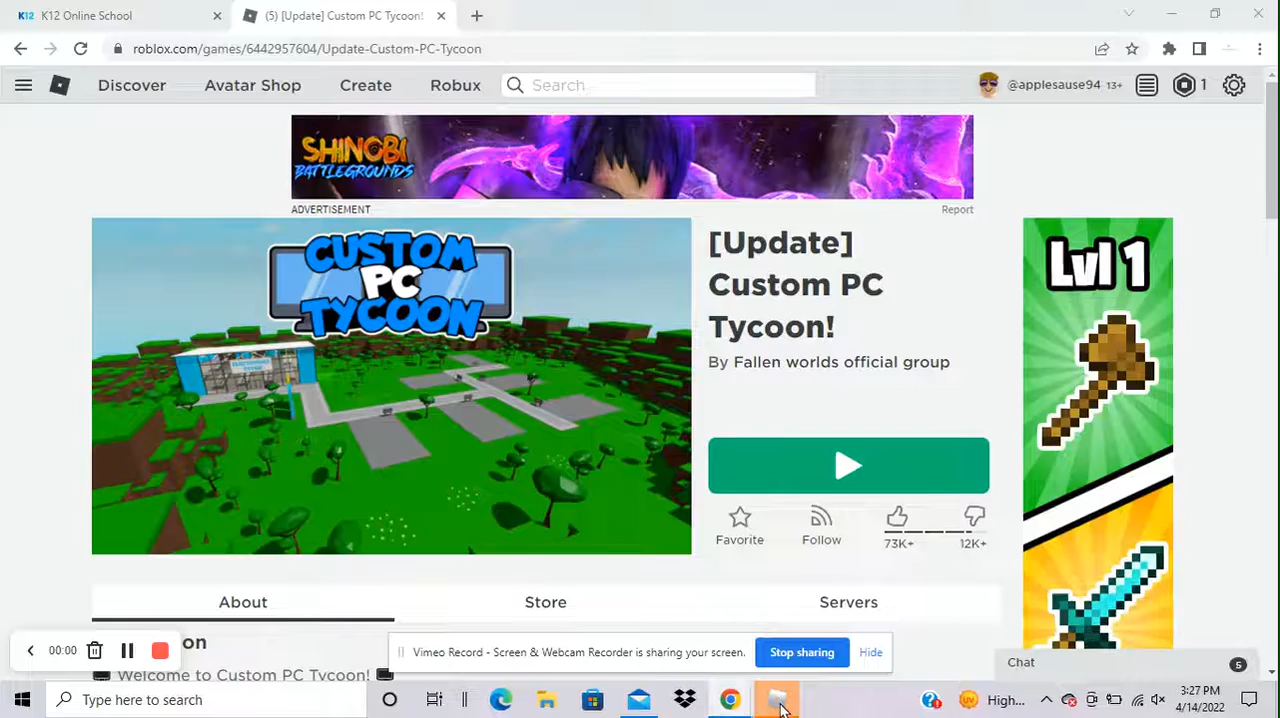 K12 K12 Online School
(5) [Update] Custom PC Tycoon!
roblox.com/games/6442957604/Update-Custom-PC-Tycoon
Discover Avatar Shop Create Robux Search @applesause94 13+ 1
SHINOBI
BATTLEGROUNDS
ADVERTISEMENT Report
CUSTOM
PC
TYCOON
[Update]
Custom PC
Tycoon!
By Fallen worlds official group
Lvl 1
Favorite Follow 73K+ 12K+
About Store Servers
00:00
on
Welcome to Custom PC Tycoon!
Vimeo Record - Screen & Webcam Recorder is sharing your screen. Stop sharing Hide
Chat 5
Type here to search
High...
3:27 PM
4/14/2022